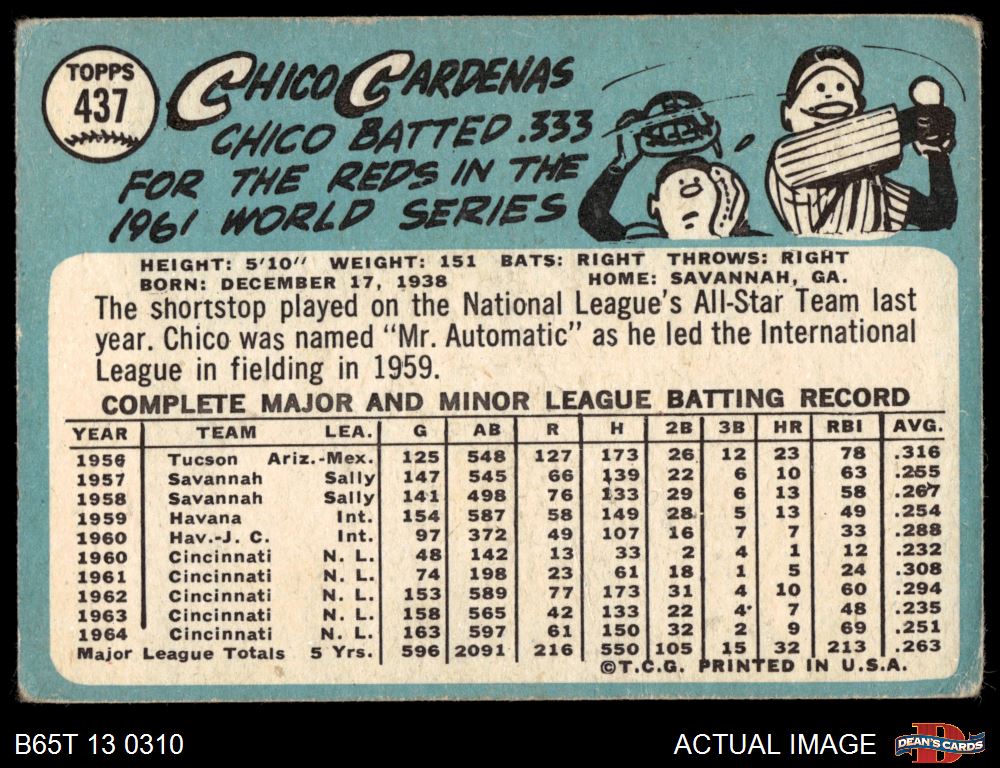 TOPPS
437
CHICO CARDENAS
CHICO BATTED .333
FOR THE REDS IN THE
1961 WORLD SERIES
HEIGHT: 5'10" WEIGHT: 151 BATS: RIGHT THROWS: RIGHT
BORN: DECEMBER 17, 1938 HOME: SAVANNAH, GA.
The shortstop played on the National League's All-Star Team last
year. Chico was named "Mr. Automatic" as he led the International
League in fielding in 1959.
COMPLETE MAJOR AND MINOR LEAGUE BATTING RECORD
YEAR TEAM LEA. G AB R H 2B 3B HR RBI AVG.
1956 Tucson Ariz.-Mex. 125 548 127 173 26 12 23 78 .316
1957 Savannah Sally 147 545 66 139 22 6 10 63 .255
1958 Savannah Sally 141 498 76 133 29 6 13 58 .267
1959 Havana Int. 154 587 58 149 28 5 13 49 .254
1960 Hav.-J. C. Int. 97 372 49 107 16 7 7 33 .288
1960 Cincinnati N. L. 48 142 13 33 2 4 1 12 .232
1961 Cincinnati N. L. 74 198 23 61 18 1 5 24 .308
1962 Cincinnati N. L. 153 589 77 173 31 4 10 60 .294
1963 Cincinnati N. L. 158 565 42 133 22 4 7 48 .235
1964 Cincinnati N. L. 163 597 61 150 32 2 9 69 .251
Major League Totals 5 Yrs. 596 2091 216 550 105 15 32 213 .263
©T.C.G. PRINTED IN U.S.A.
B65T 13 0310
ACTUAL IMAGE
D
DEAN'S CARDS